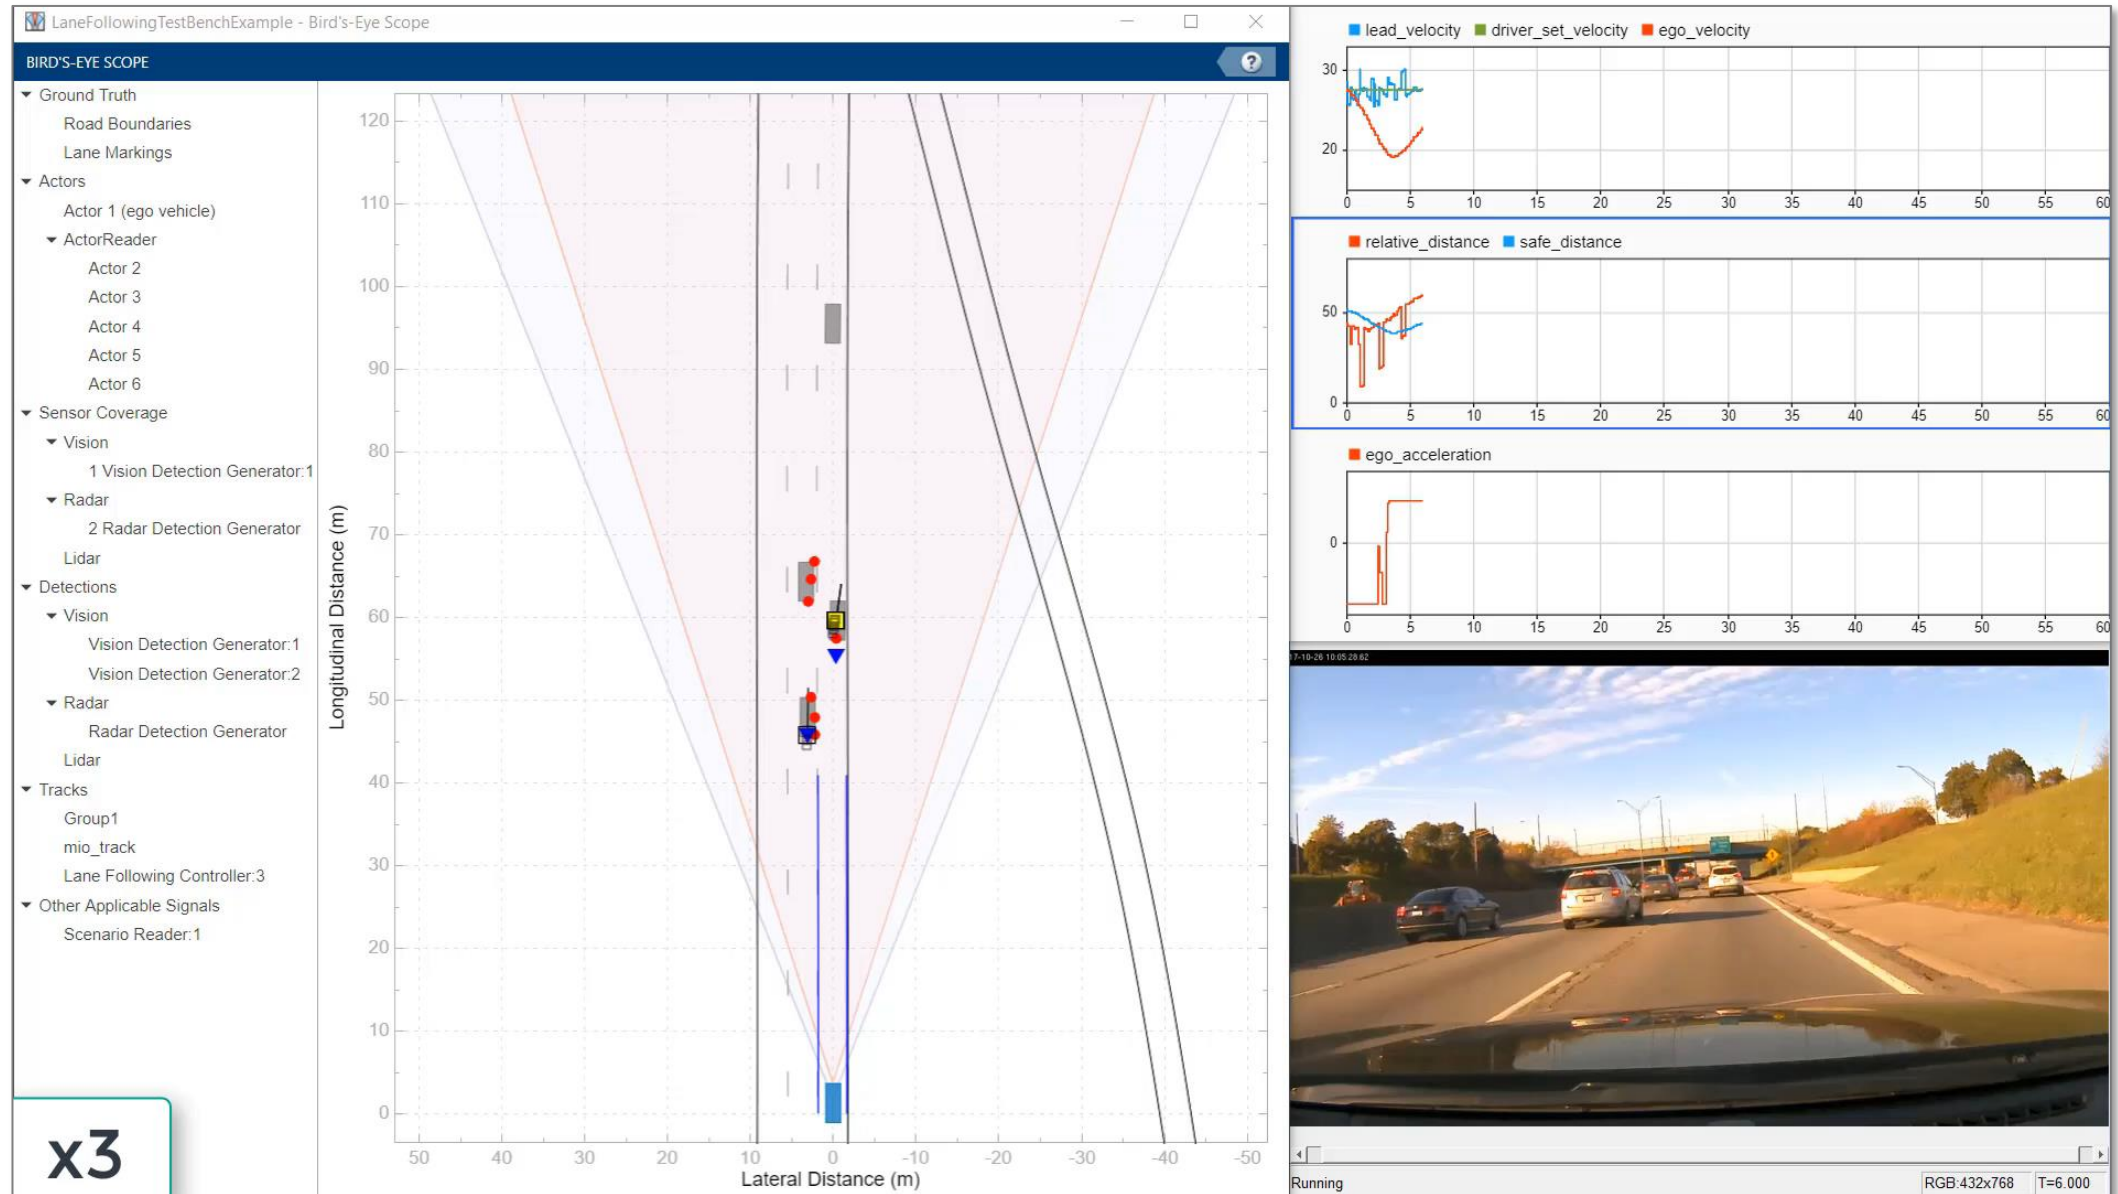 LaneFollowingTestBenchExample - Bird's-Eye Scope
BIRD'S-EYE SCOPE
?
Ground Truth
Road Boundaries
Lane Markings
Actors
Actor 1 (ego vehicle)
ActorReader
Actor 2
Actor 3
Actor 4
Actor 5
Actor 6
Sensor Coverage
Vision
1 Vision Detection Generator:1
Radar
2 Radar Detection Generator
Lidar
Detections
Vision
Vision Detection Generator:1
Vision Detection Generator:2
Radar
Radar Detection Generator
Lidar
Tracks
Group1
mio_track
Lane Following Controller:3
Other Applicable Signals
Scenario Reader:1
x3
Longitudinal Distance (m)
120
110
100
90
80
70
60
50
40
30
20
10
0
50 40 30 20 10 0 -10 -20 -30 -40 -50
Lateral Distance (m)
lead_velocity driver_set_velocity ego_velocity
30
20
0 5 10 15 20 25 30 35 40 45 50 55 60
relative_distance safe_distance
50
0
0 5 10 15 20 25 30 35 40 45 50 55 60
ego_acceleration
0
0 5 10 15 20 25 30 35 40 45 50 55 60
17-10-26 10:05:28:62
Running RGB:432x768 T=6.000